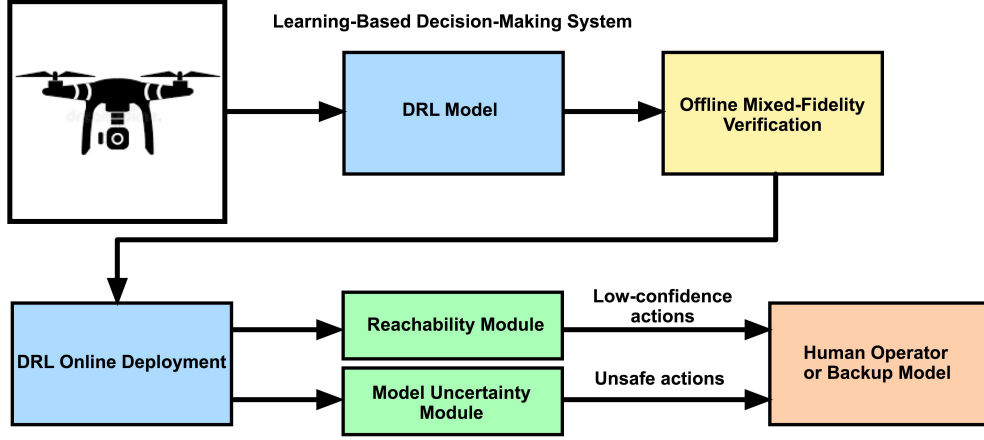 Learning-Based Decision-Making System
DRL Model
Offline Mixed-Fidelity
Verification
DRL Online Deployment
Reachability Module
Low-confidence
actions
Model Uncertainty
Module
Unsafe actions
Human Operator
or Backup Model